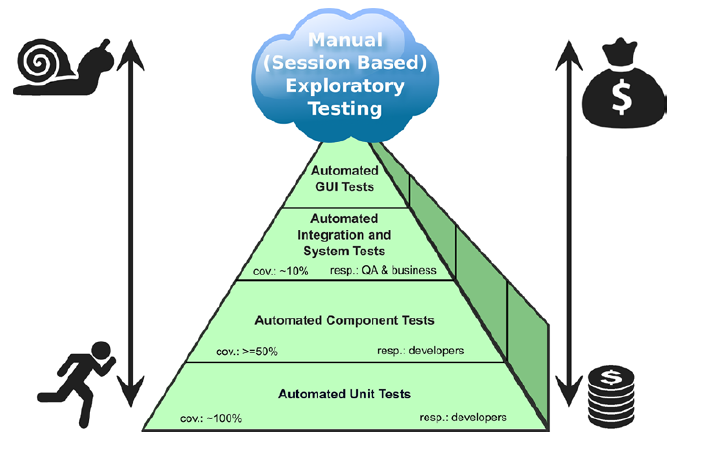 Manual
(Session Based)
Exploratory
Testing
$
Automated
GUI Tests
Automated
Integration and
System Tests
cov.: ~10% resp.: QA & business
Automated Component Tests
cov.: >=50% resp.: developers
Automated Unit Tests
cov.: ~100% resp.: developers
$